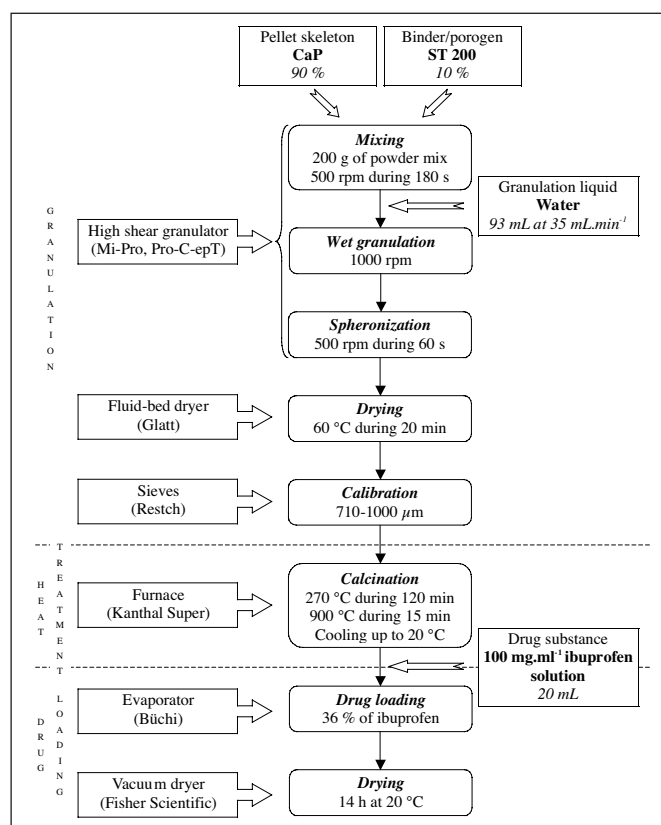 Pellet skeleton
CaP
90 %
Binder/porogen
ST 200
10 %
Mixing
200 g of powder mix
500 rpm during 180 s
Granulation liquid
Water
93 mL at 35 mL.min⁻¹
GRANULATION
High shear granulator
(Mi-Pro, Pro-C-epT)
Wet granulation
1000 rpm
Spheronization
500 rpm during 60 s
Fluid-bed dryer
(Glatt)
Drying
60 °C during 20 min
Sieves
(Restch)
Calibration
710-1000 µm
HEAT
TREATMENT
Furnace
(Kanthal Super)
Calcination
270 °C during 120 min
900 °C during 15 min
Cooling up to 20 °C
Drug substance
100 mg.ml⁻¹ ibuprofen
solution
20 mL
DRUG
LOADING
Evaporator
(Büchi)
Drug loading
36 % of ibuprofen
Vacuum dryer
(Fisher Scientific)
Drying
14 h at 20 °C